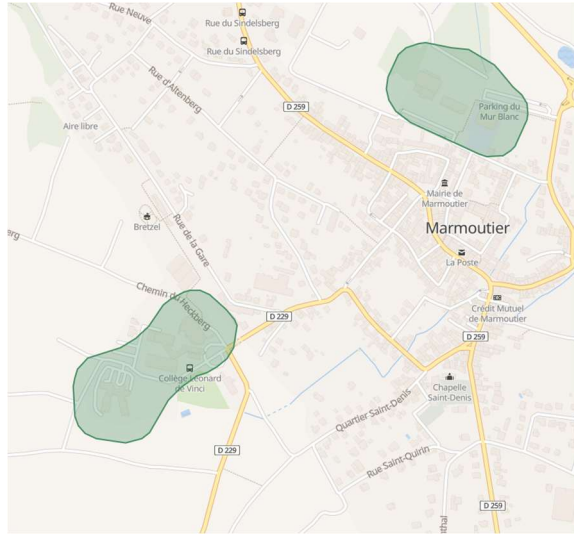 Rue Neuve
Rue du Sindelsberg
Rue du Sindelsberg
Rue d'Altenberg
D 259
Parking du
Mur Blanc
Aire libre
Mairie de
Marmoutier
Marmoutier
Bretzel
Rue de la Gare
La Poste
erg
Chemin du Heckberg
Crédit Mutuel
de Marmoutier
D 229
D 259
Collège Léonard
de Vinci
Chapelle
Saint-Denis
Quartier Saint-Denis
D 229
Rue Saint-Quirin
D 259
nthal